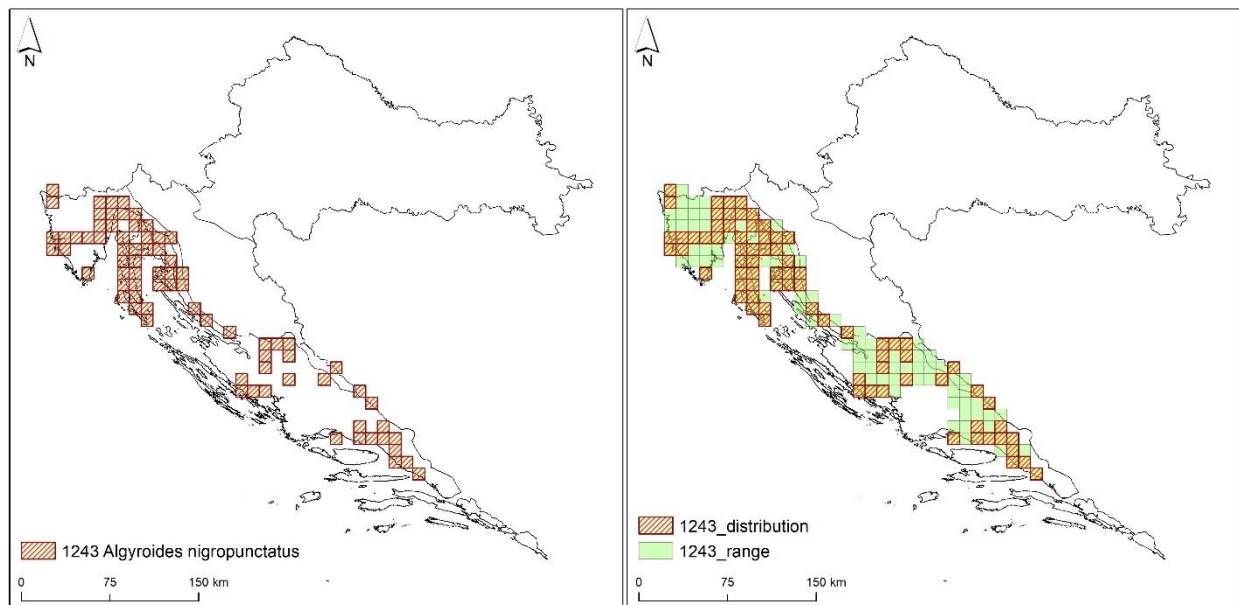 N
1243 Algyroides nigropunctatus
0 75 150 km
N
1243_distribution
1243_range
0 75 150 km